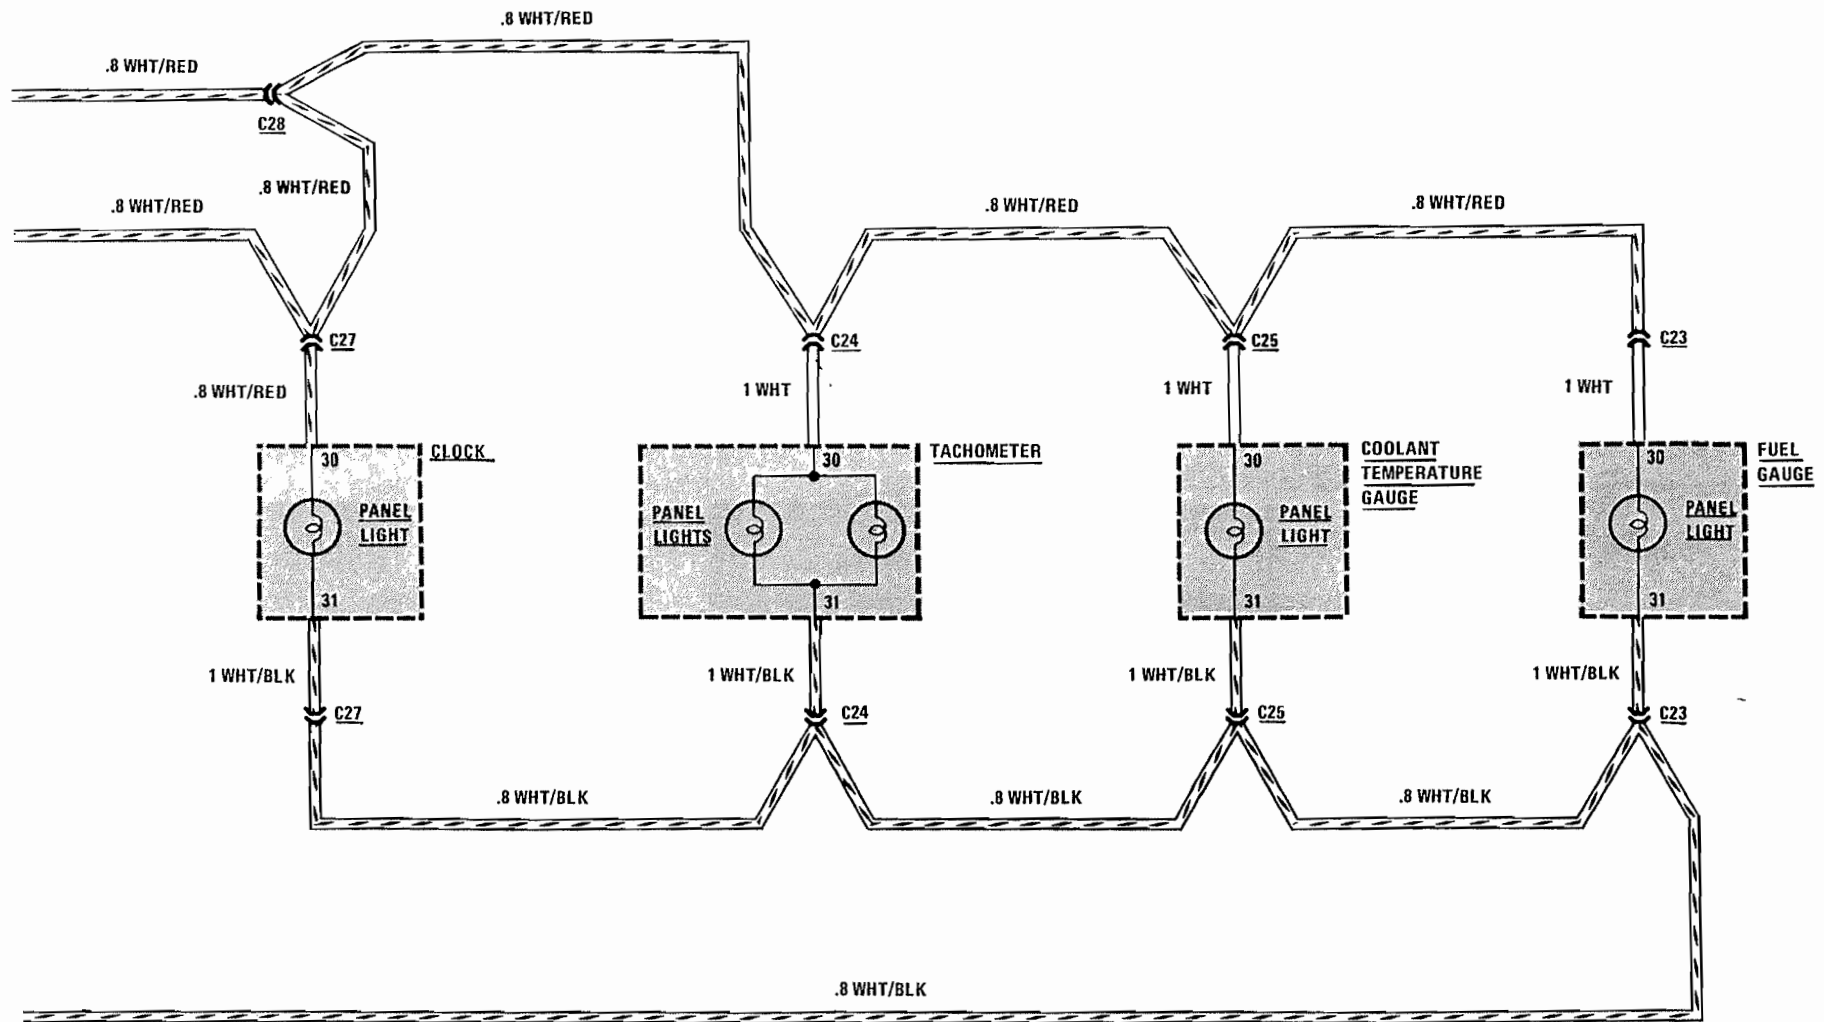 .8 WHT/RED
.8 WHT/RED
C28
.8 WHT/RED
.8 WHT/RED
.8 WHT/RED
.8 WHT/RED
C27
C24
C25
C23
.8 WHT/RED
1 WHT
1 WHT
1 WHT
30
CLOCK
PANEL
LIGHT
31
30
TACHOMETER
PANEL
LIGHTS
31
30
COOLANT
TEMPERATURE
GAUGE
PANEL
LIGHT
31
30
FUEL
GAUGE
PANEL
LIGHT
31
1 WHT/BLK
1 WHT/BLK
1 WHT/BLK
1 WHT/BLK
C27
C24
C25
C23
.8 WHT/BLK
.8 WHT/BLK
.8 WHT/BLK
.8 WHT/BLK